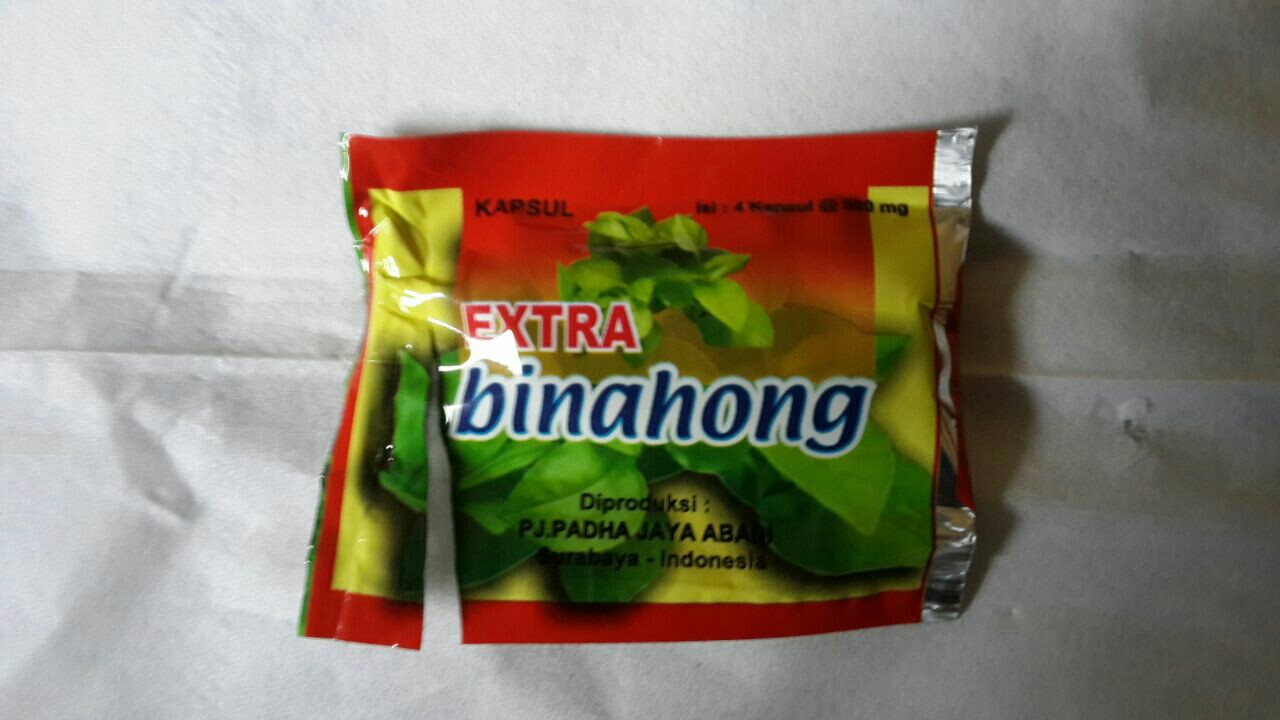 KAPSUL
Isi : 4 Kapsul @ 500 mg
EXTRA
binahong
Diproduksi :
PJ.PADHA JAYA ABADI
Surabaya - Indonesia